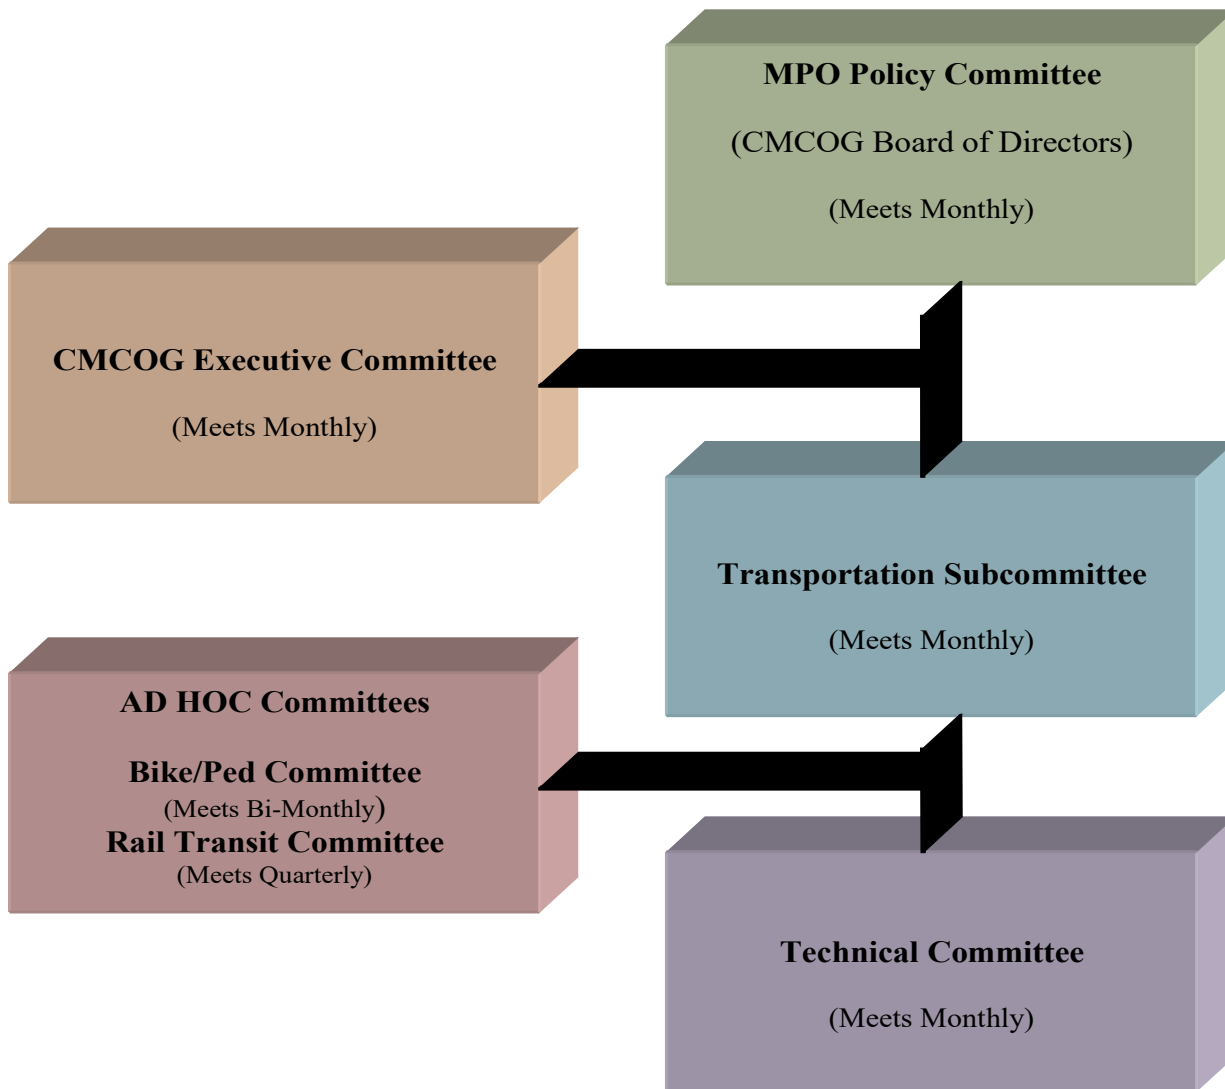 MPO Policy Committee
(CMCOG Board of Directors)
(Meets Monthly)
CMCOG Executive Committee
(Meets Monthly)
Transportation Subcommittee
(Meets Monthly)
AD HOC Committees
Bike/Ped Committee
(Meets Bi-Monthly)
Rail Transit Committee
(Meets Quarterly)
Technical Committee
(Meets Monthly)